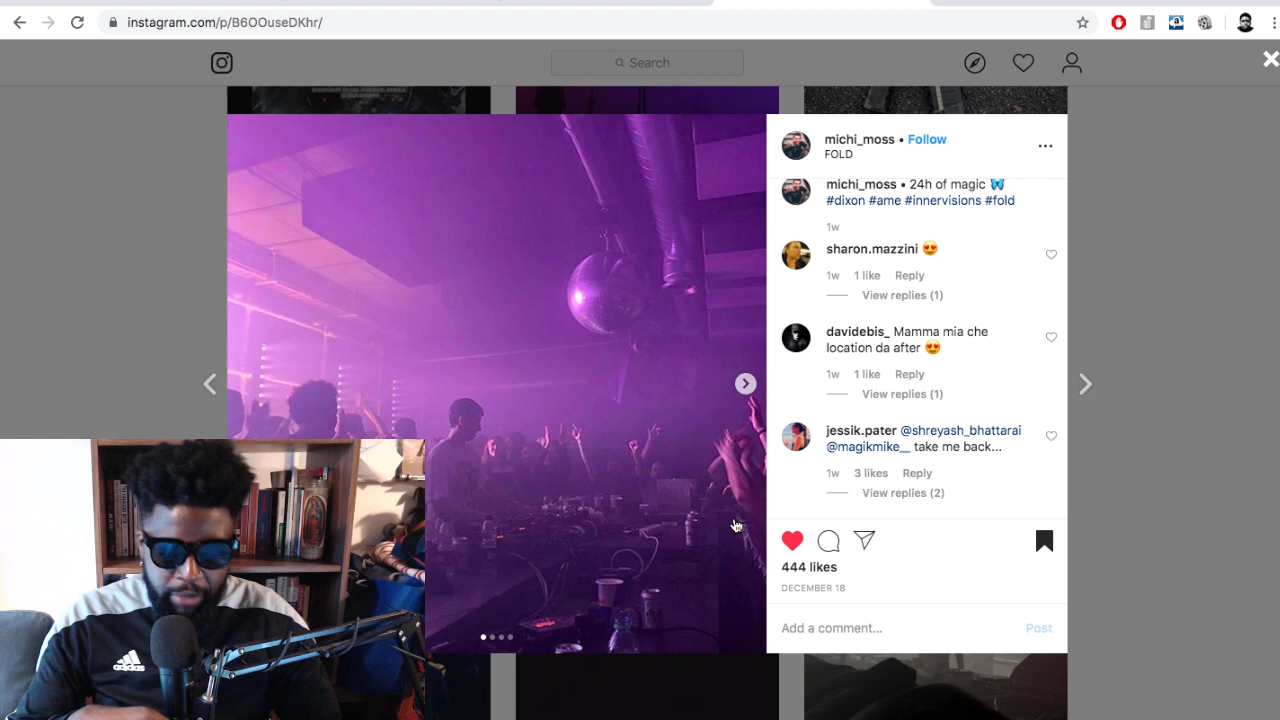 instagram.com/p/B6OOuseDKhr/
Search
michi_moss • Follow
FOLD
michi_moss • 24h of magic 🦋
#dixon #ame #innervisions #fold
1w
sharon.mazzini 😍
1w 1 like Reply
View replies (1)
davidebis_ Mamma mia che
location da after 😍
1w 1 like Reply
View replies (1)
jessik.pater @shreyash_bhattarai
@magikmike__ take me back...
1w 3 likes Reply
View replies (2)
444 likes
DECEMBER 18
Add a comment...
Post
adidas